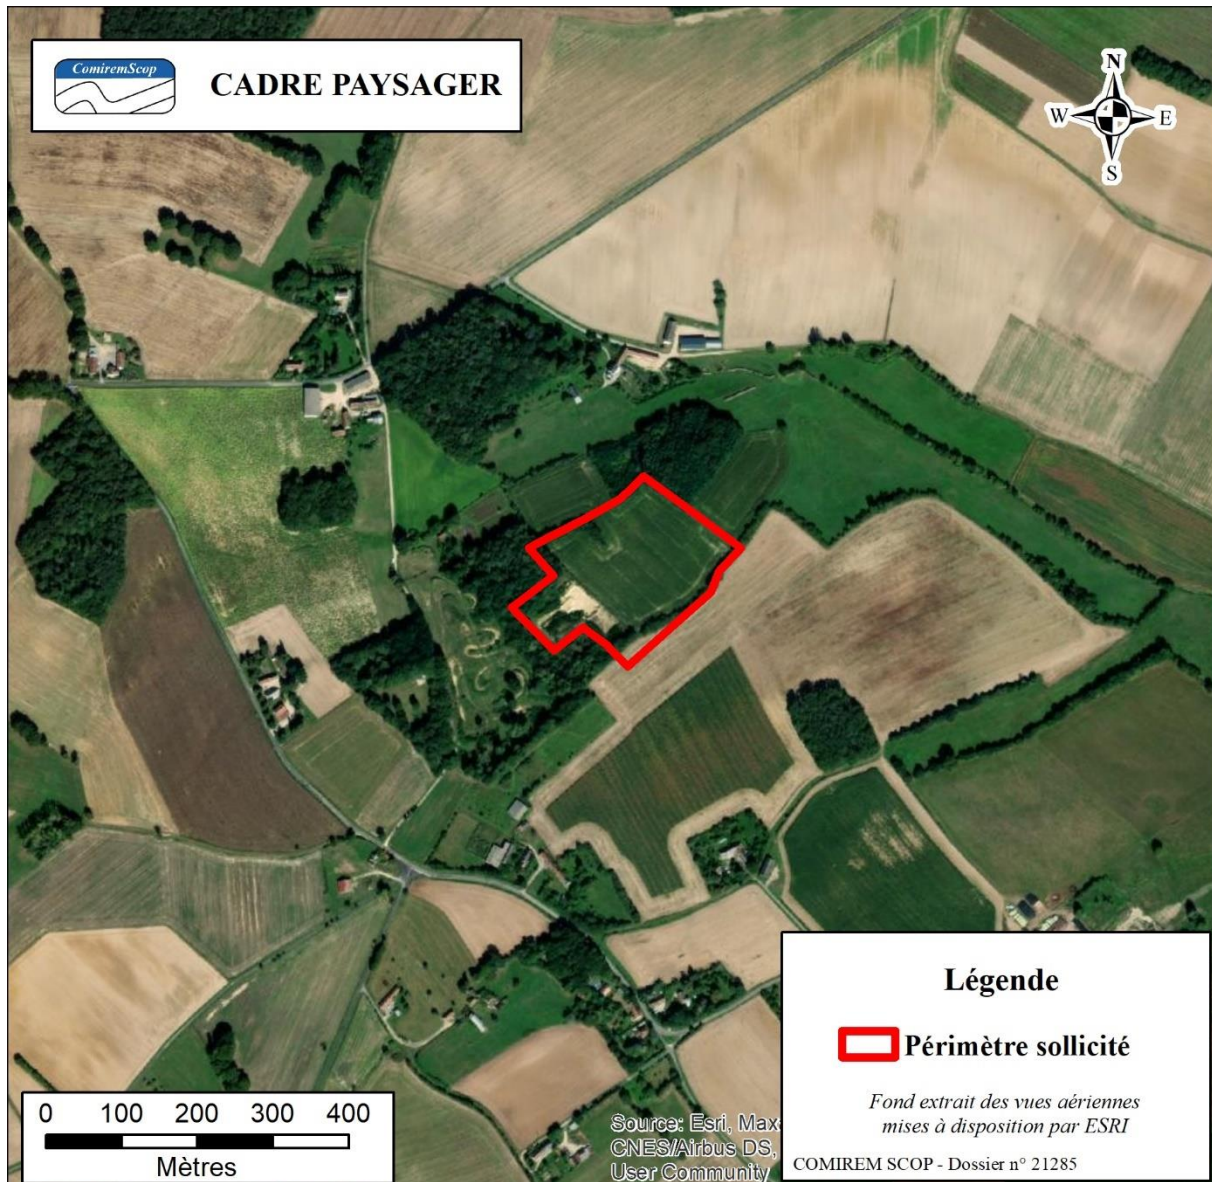 ComiremScop
CADRE PAYSAGER
N
W E
S
Légende
Périmètre sollicité
Fond extrait des vues aériennes
mises à disposition par ESRI
COMIREM SCOP - Dossier n° 21285
0 100 200 300 400
Mètres
Source: Esri, Max
CNES/Airbus DS,
User Community